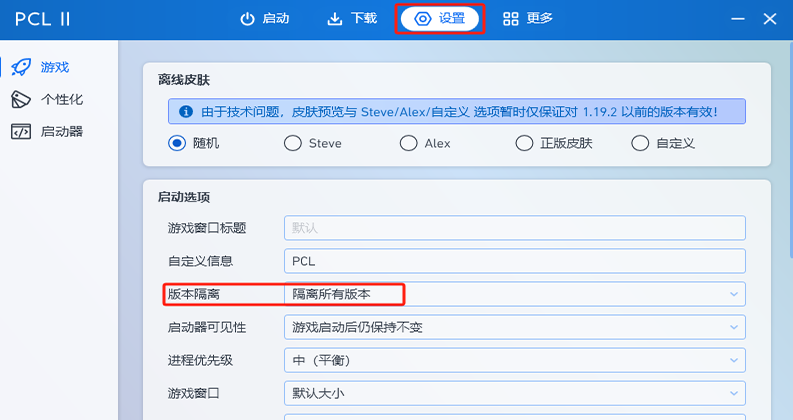 PCL II 启动 下载 设置 更多
游戏
个性化
启动器
离线皮肤
由于技术问题，皮肤预览与 Steve/Alex/自定义 选项暂时仅保证对 1.19.2 以前的版本有效！
随机 Steve Alex 正版皮肤 自定义
启动选项
游戏窗口标题 默认
自定义信息 PCL
版本隔离 隔离所有版本
启动器可见性 游戏启动后仍保持不变
进程优先级 中（平衡）
游戏窗口 默认大小